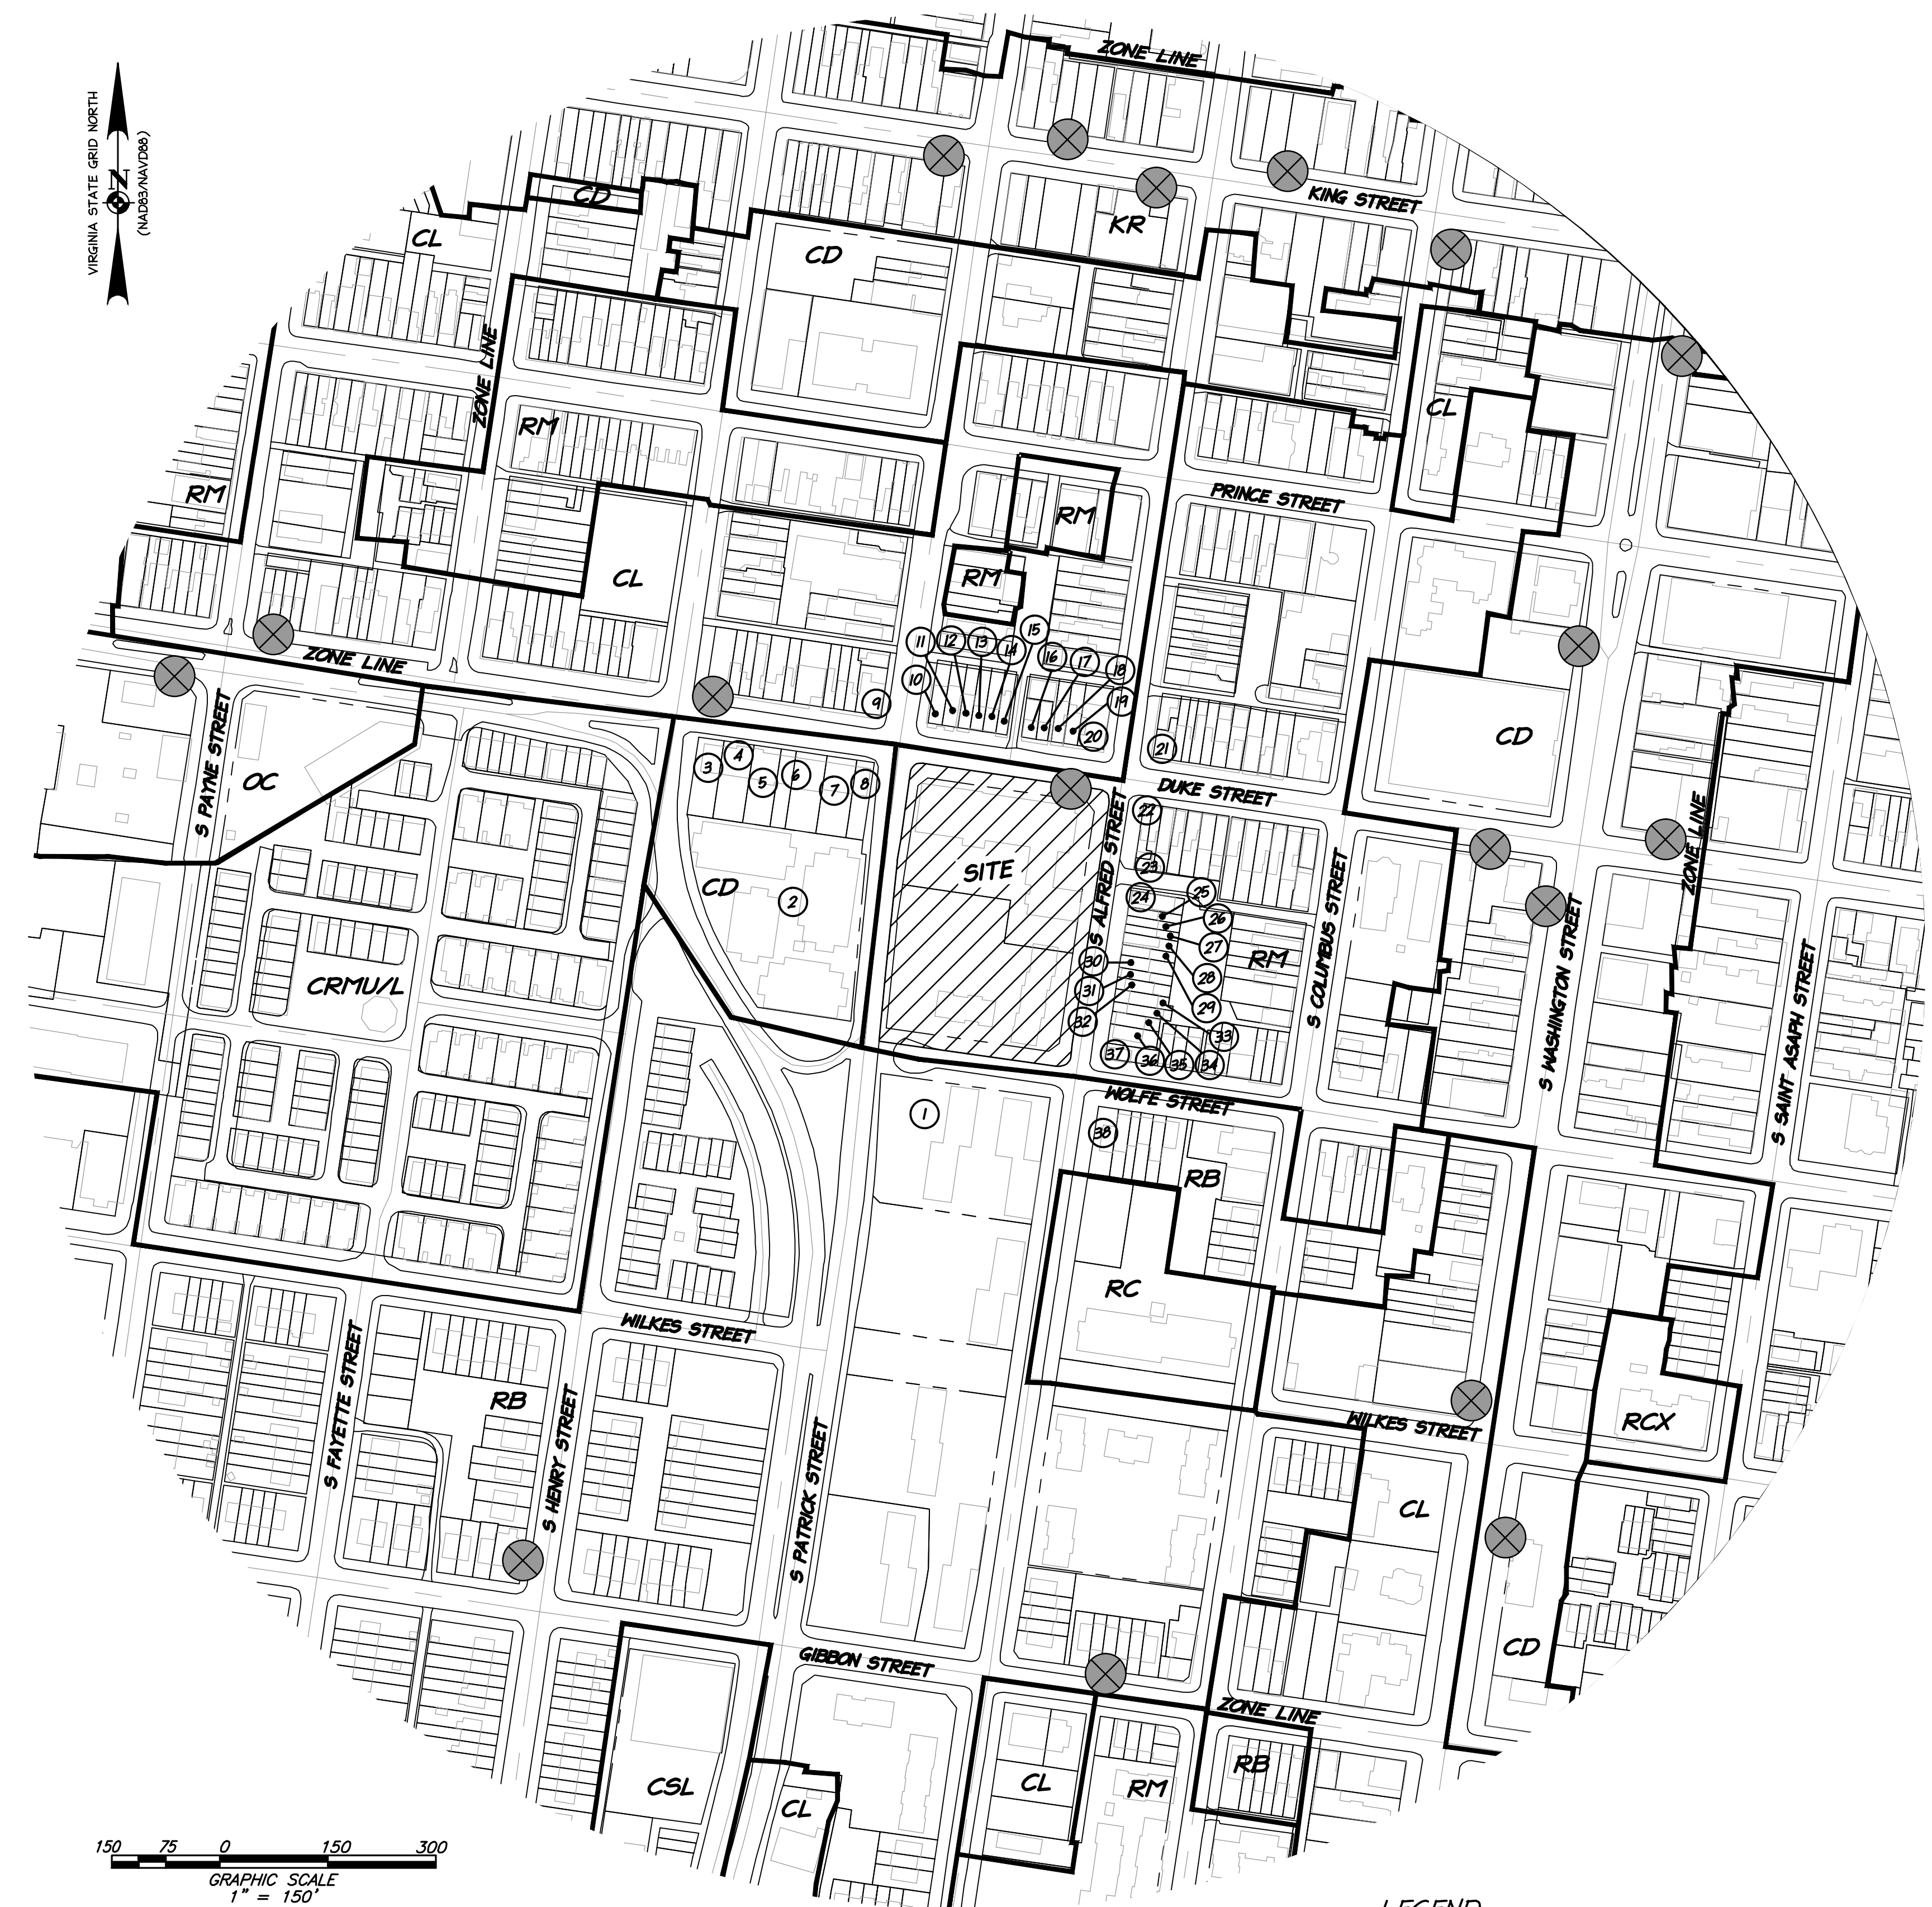 ZONE LINE
VIRGINIA STATE GRID NORTH
(NAD83/NAVD88)
N
CD
KING STREET
KR
CL
CD
ZONE LINE
CL
RM
RM
PRINCE STREET
RM
CL
RM
15
11
12
13
14
16
17
18
ZONE LINE
10
19
9
20
21
CD
S PAYNE STREET
OC
3
4
5
6
7
8
DUKE STREET
22
ZONE LINE
SITE
S ALFRED STREET
23
CD
2
24
25
S COLUMBUS STREET
26
27
RM
30
28
31
29
32
33
CRMU/L
S WASHINGTON STREET
S SAINT ASAPH STREET
37
36
35
34
WOLFE STREET
1
38
RB
RC
WILKES STREET
S FAYETTE STREET
RB
S HENRY STREET
S PATRICK STREET
WILKES STREET
RCX
CL
CD
GIBBON STREET
ZONE LINE
RB
CSL
CL
CL
RM
150 75 0 150 300
GRAPHIC SCALE
1" = 150'
LEGEND